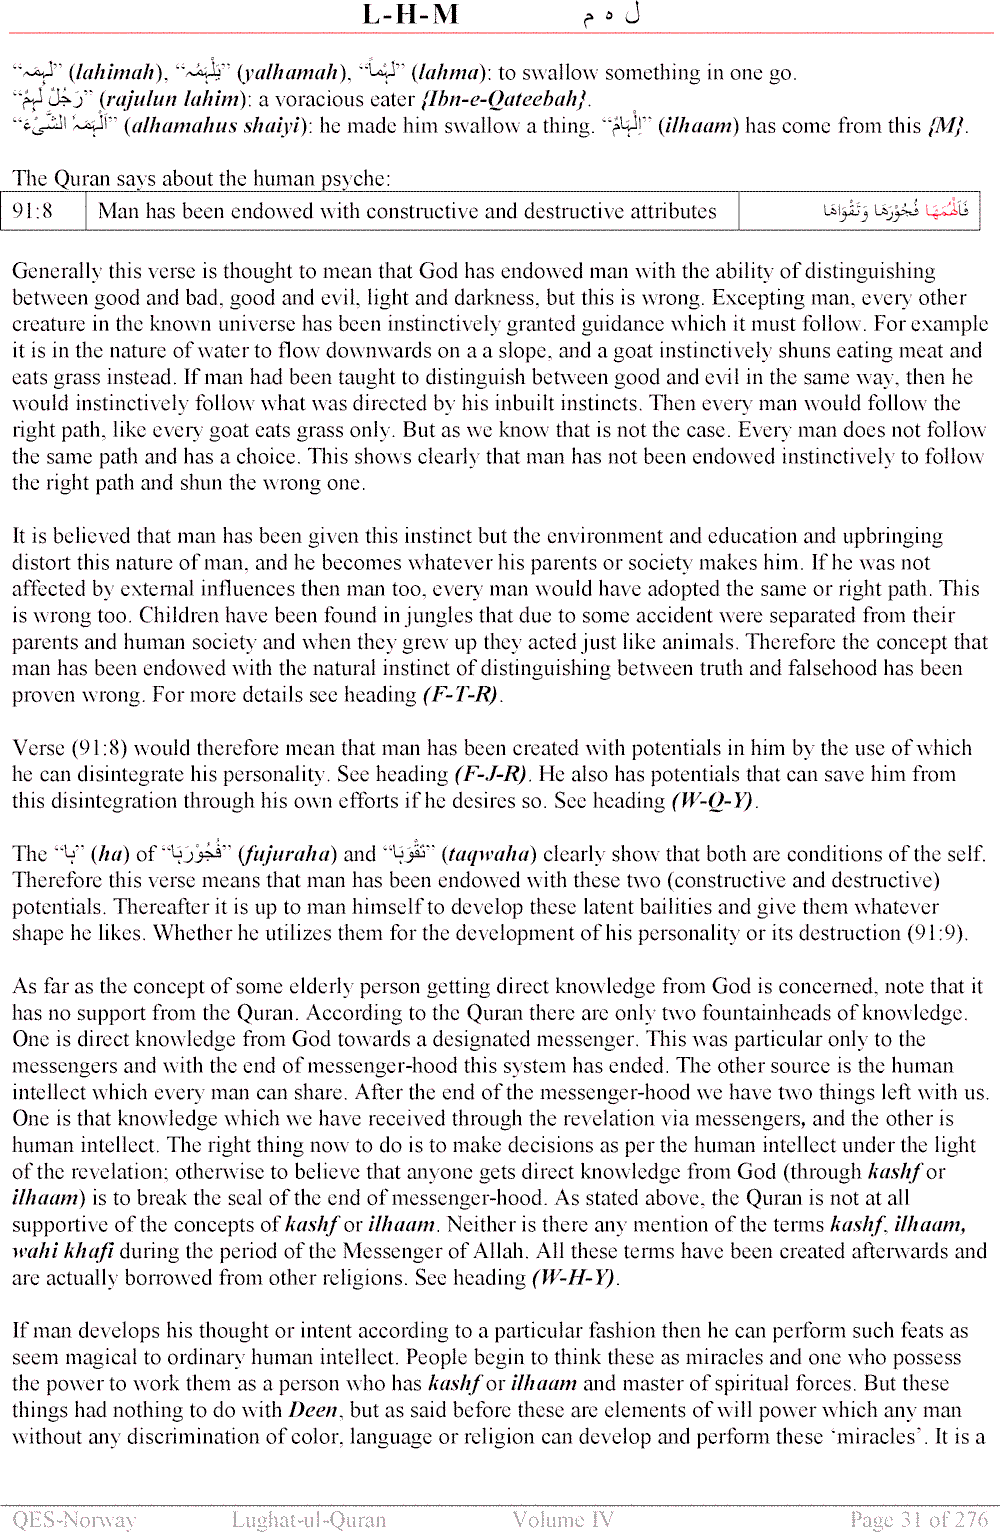 L-H-M ل ہ م
“لَہِمَہ” (lahimah), “یَلْہَمُہ” (yalhamah), “لَہْماً” (lahma): to swallow something in one go.
“رَجُلٌ لَہِمٌ” (rajulun lahim): a voracious eater {Ibn-e-Qateebah}.
“اَلْہَمَہُ الشَّیْءَ” (alhamahus shaiyi): he made him swallow a thing. “اِلْہَامٌ” (ilhaam) has come from this {M}.
The Quran says about the human psyche:
91:8 Man has been endowed with constructive and destructive attributes فَاَلْهَمَهَا فُجُوْرَهَا وَتَقْوَاهَا
Generally this verse is thought to mean that God has endowed man with the ability of distinguishing
between good and bad, good and evil, light and darkness, but this is wrong. Excepting man, every other
creature in the known universe has been instinctively granted guidance which it must follow. For example
it is in the nature of water to flow downwards on a a slope, and a goat instinctively shuns eating meat and
eats grass instead. If man had been taught to distinguish between good and evil in the same way, then he
would instinctively follow what was directed by his inbuilt instincts. Then every man would follow the
right path, like every goat eats grass only. But as we know that is not the case. Every man does not follow
the same path and has a choice. This shows clearly that man has not been endowed instinctively to follow
the right path and shun the wrong one.
It is believed that man has been given this instinct but the environment and education and upbringing
distort this nature of man, and he becomes whatever his parents or society makes him. If he was not
affected by external influences then man too, every man would have adopted the same or right path. This
is wrong too. Children have been found in jungles that due to some accident were separated from their
parents and human society and when they grew up they acted just like animals. Therefore the concept that
man has been endowed with the natural instinct of distinguishing between truth and falsehood has been
proven wrong. For more details see heading (F-T-R).
Verse (91:8) would therefore mean that man has been created with potentials in him by the use of which
he can disintegrate his personality. See heading (F-J-R). He also has potentials that can save him from
this disintegration through his own efforts if he desires so. See heading (W-Q-Y).
The “ہا” (ha) of “فُجُوْرَہَا” (fujuraha) and “تَقْوَہَا” (taqwaha) clearly show that both are conditions of the self.
Therefore this verse means that man has been endowed with these two (constructive and destructive)
potentials. Thereafter it is up to man himself to develop these latent bailities and give them whatever
shape he likes. Whether he utilizes them for the development of his personality or its destruction (91:9).
As far as the concept of some elderly person getting direct knowledge from God is concerned, note that it
has no support from the Quran. According to the Quran there are only two fountainheads of knowledge.
One is direct knowledge from God towards a designated messenger. This was particular only to the
messengers and with the end of messenger-hood this system has ended. The other source is the human
intellect which every man can share. After the end of the messenger-hood we have two things left with us.
One is that knowledge which we have received through the revelation via messengers, and the other is
human intellect. The right thing now to do is to make decisions as per the human intellect under the light
of the revelation; otherwise to believe that anyone gets direct knowledge from God (through kashf or
ilhaam) is to break the seal of the end of messenger-hood. As stated above, the Quran is not at all
supportive of the concepts of kashf or ilhaam. Neither is there any mention of the terms kashf, ilhaam,
wahi khafi during the period of the Messenger of Allah. All these terms have been created afterwards and
are actually borrowed from other religions. See heading (W-H-Y).
If man develops his thought or intent according to a particular fashion then he can perform such feats as
seem magical to ordinary human intellect. People begin to think these as miracles and one who possess
the power to work them as a person who has kashf or ilhaam and master of spiritual forces. But these
things had nothing to do with Deen, but as said before these are elements of will power which any man
without any discrimination of color, language or religion can develop and perform these ‘miracles’. It is a
QES-Norway Lughat-ul-Quran Volume IV Page 31 of 276